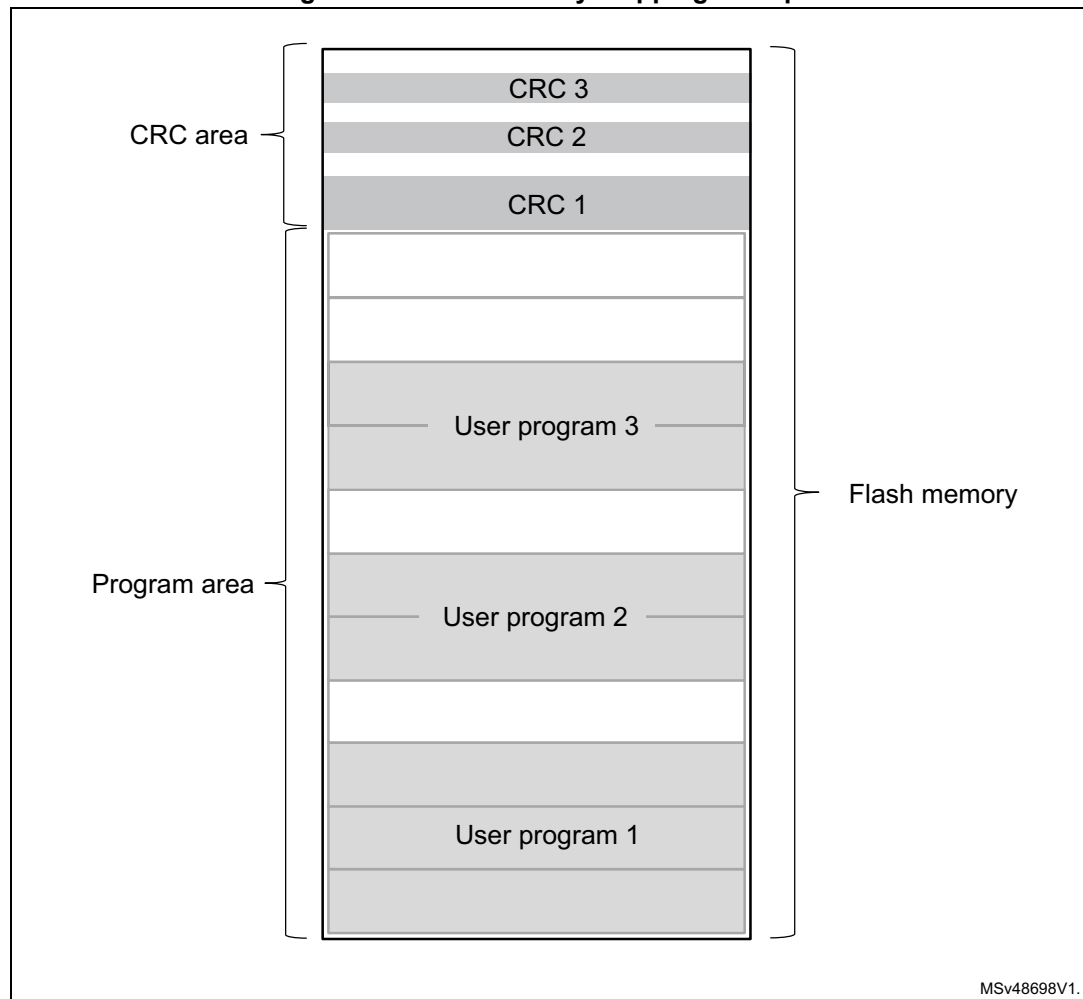 CRC 3
CRC area
CRC 2
CRC 1
User program 3
Flash memory
Program area
User program 2
User program 1
MSv48698V1.